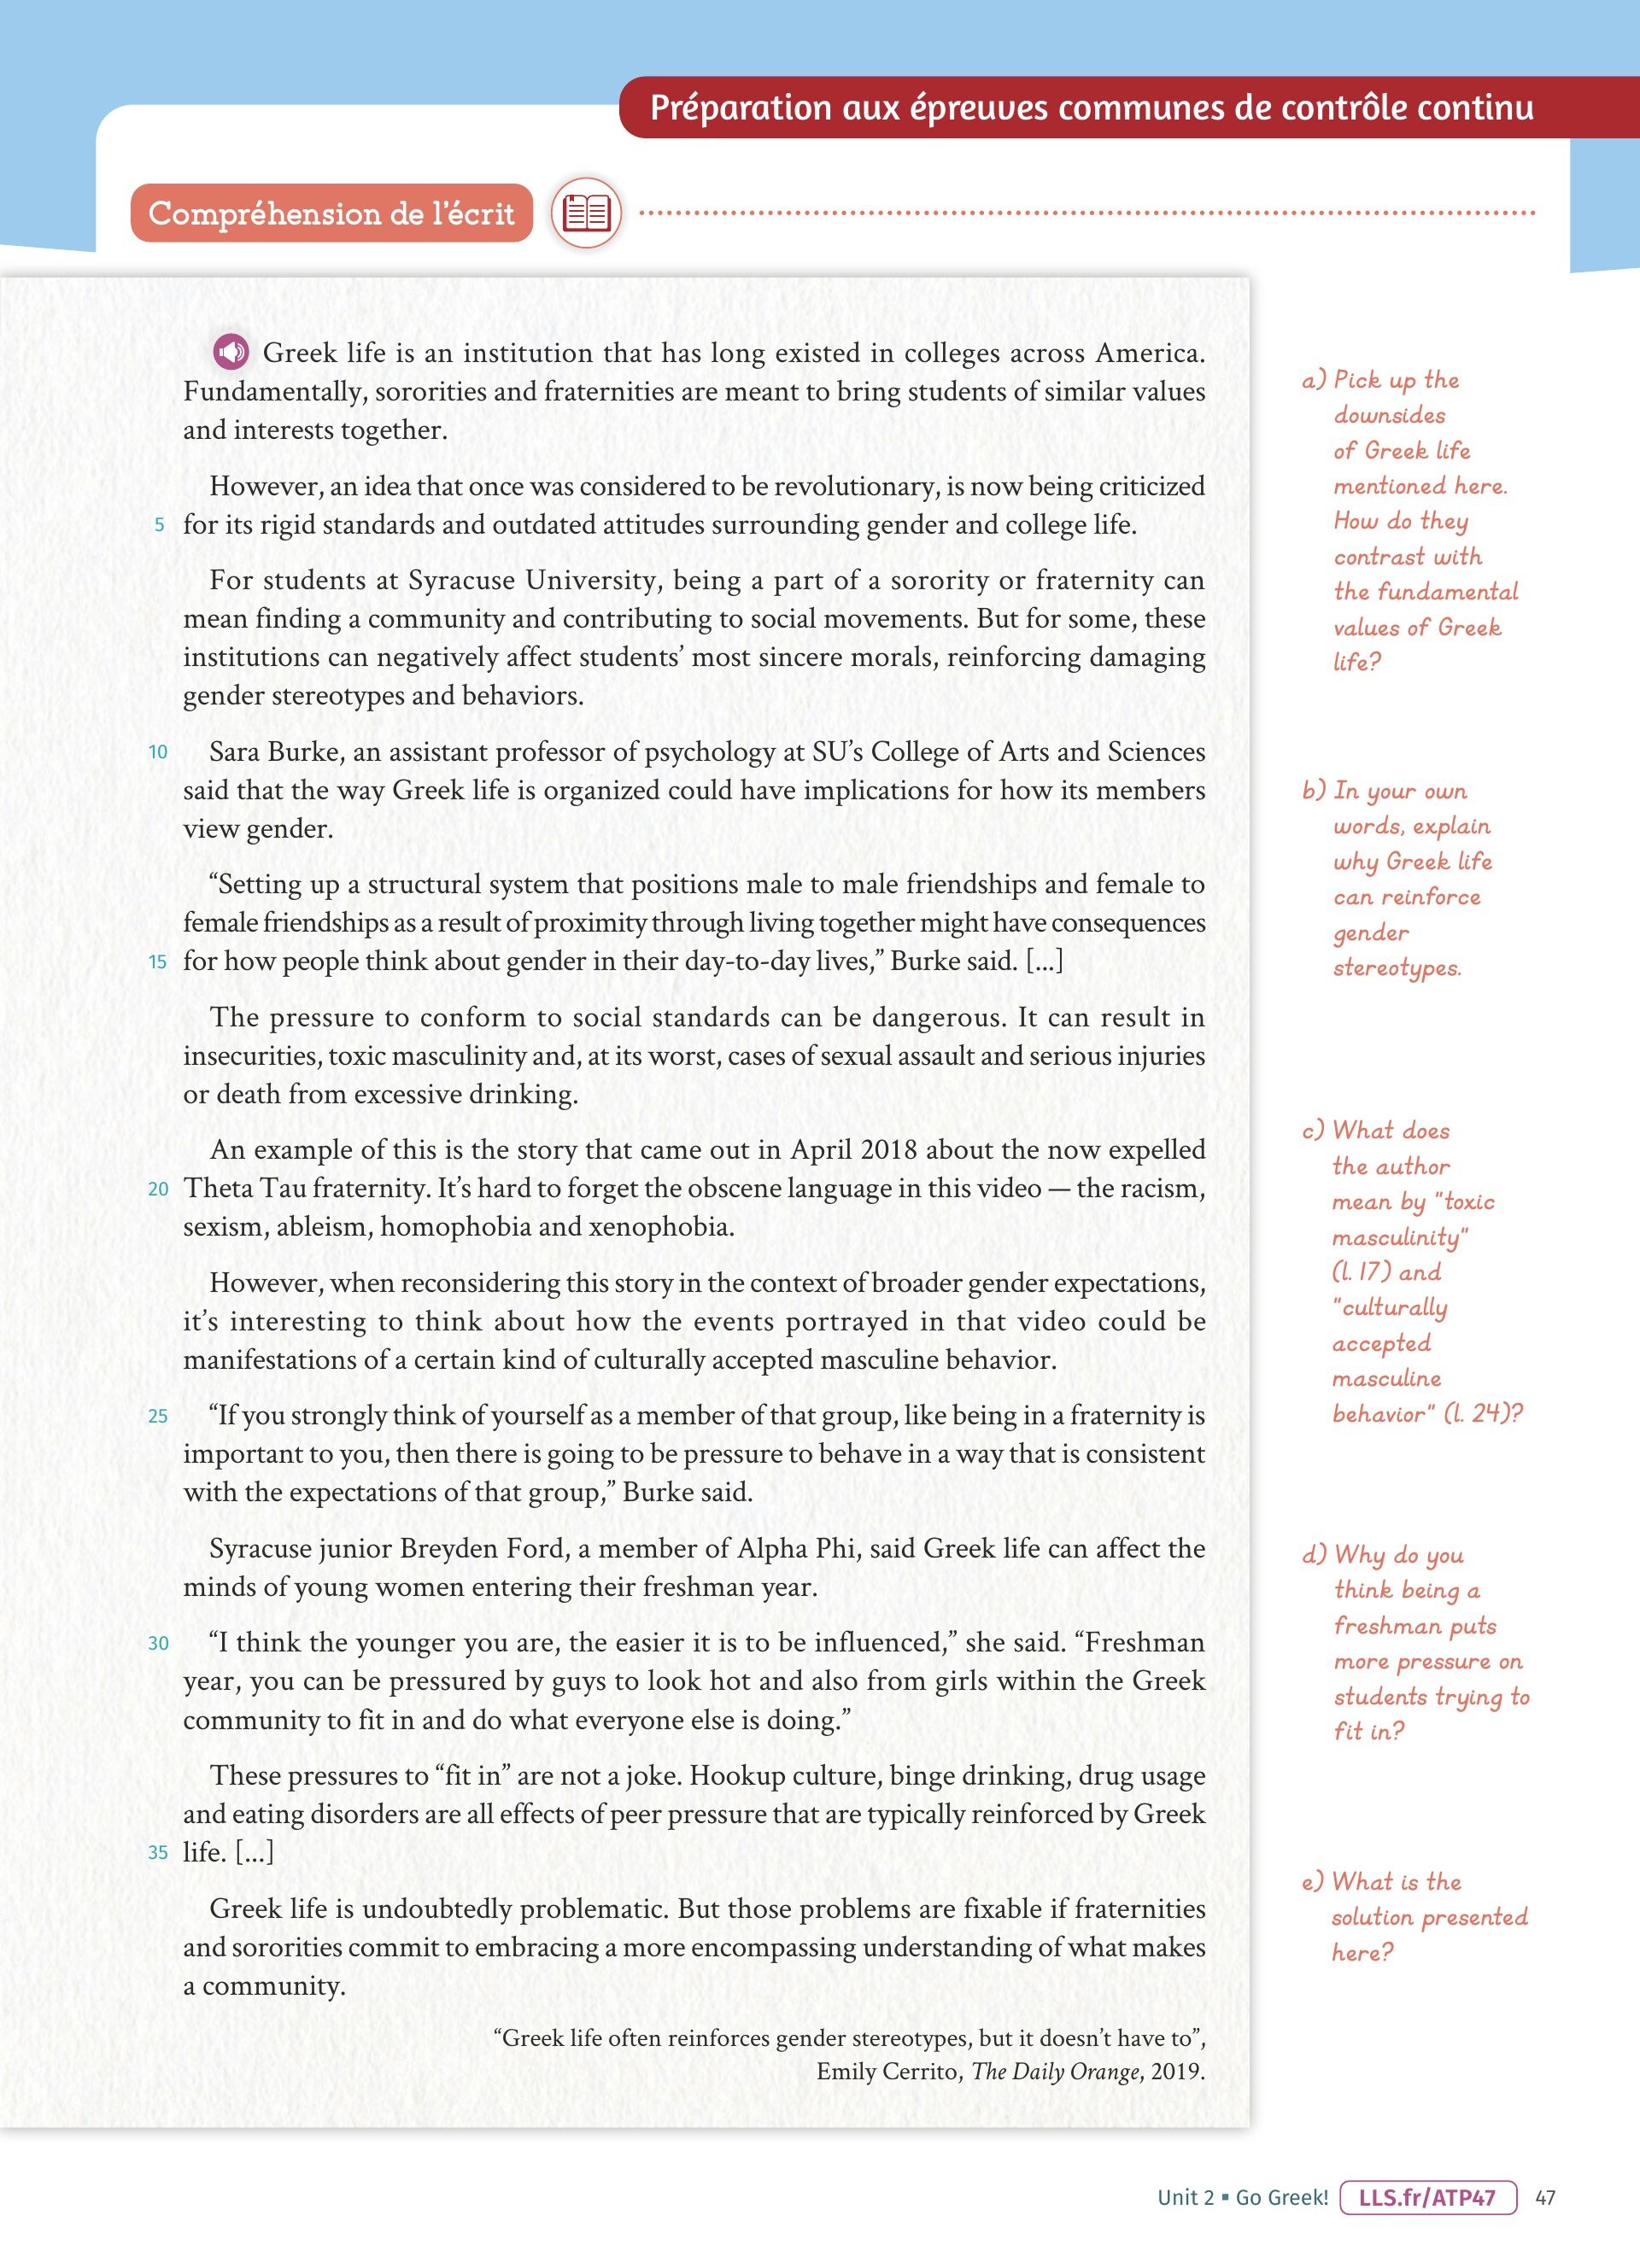 Préparation aux épreuves communes de contrôle continu
Compréhension de l'écrit
Greek life is an institution that has long existed in colleges across America.
Fundamentally, sororities and fraternities are meant to bring students of similar values
and interests together.
However, an idea that once was considered to be revolutionary, is now being criticized
5 for its rigid standards and outdated attitudes surrounding gender and college life.
For students at Syracuse University, being a part of a sorority or fraternity can
mean finding a community and contributing to social movements. But for some, these
institutions can negatively affect students' most sincere morals, reinforcing damaging
gender stereotypes and behaviors.
10 Sara Burke, an assistant professor of psychology at SU's College of Arts and Sciences
said that the way Greek life is organized could have implications for how its members
view gender.
“Setting up a structural system that positions male to male friendships and female to
female friendships as a result of proximity through living together might have consequences
15 for how people think about gender in their day-to-day lives,” Burke said. [...]
The pressure to conform to social standards can be dangerous. It can result in
insecurities, toxic masculinity and, at its worst, cases of sexual assault and serious injuries
or death from excessive drinking.
An example of this is the story that came out in April 2018 about the now expelled
20 Theta Tau fraternity. It's hard to forget the obscene language in this video — the racism,
sexism, ableism, homophobia and xenophobia.
However, when reconsidering this story in the context of broader gender expectations,
it's interesting to think about how the events portrayed in that video could be
manifestations of a certain kind of culturally accepted masculine behavior.
25 “If you strongly think of yourself as a member of that group, like being in a fraternity is
important to you, then there is going to be pressure to behave in a way that is consistent
with the expectations of that group,” Burke said.
Syracuse junior Breyden Ford, a member of Alpha Phi, said Greek life can affect the
minds of young women entering their freshman year.
30 “I think the younger you are, the easier it is to be influenced,” she said. “Freshman
year, you can be pressured by guys to look hot and also from girls within the Greek
community to fit in and do what everyone else is doing.”
These pressures to “fit in” are not a joke. Hookup culture, binge drinking, drug usage
and eating disorders are all effects of peer pressure that are typically reinforced by Greek
35 life. [...]
Greek life is undoubtedly problematic. But those problems are fixable if fraternities
and sororities commit to embracing a more encompassing understanding of what makes
a community.
“Greek life often reinforces gender stereotypes, but it doesn't have to”,
Emily Cerrito, The Daily Orange, 2019.
a) Pick up the
downsides
of Greek life
mentioned here.
How do they
contrast with
the fundamental
values of Greek
life?
b) In your own
words, explain
why Greek life
can reinforce
gender
stereotypes.
c) What does
the author
mean by "toxic
masculinity"
(l. 17) and
"culturally
accepted
masculine
behavior" (l. 24)?
d) Why do you
think being a
freshman puts
more pressure on
students trying to
fit in?
e) What is the
solution presented
here?
Unit 2 ▪ Go Greek! LLS.fr/ATP47 47